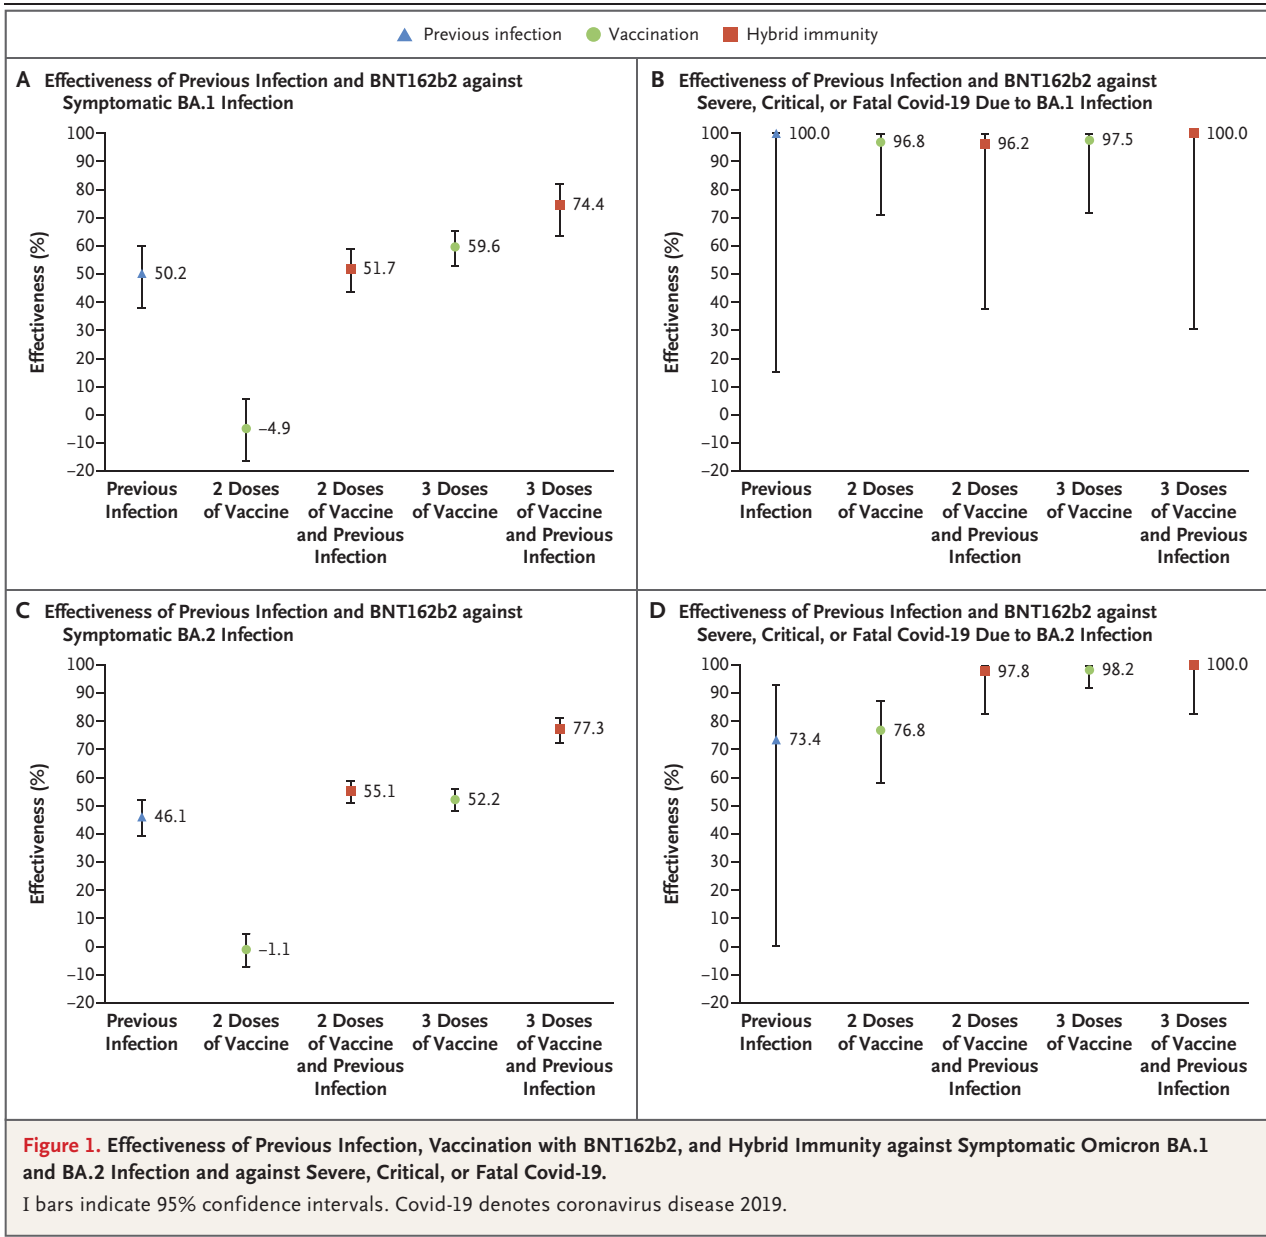 Previous infection Vaccination Hybrid immunity
A Effectiveness of Previous Infection and BNT162b2 against
Symptomatic BA.1 Infection
Effectiveness (%)
100
90
80
70
60
50
40
30
20
10
0
–10
–20
50.2
–4.9
51.7
59.6
74.4
Previous 2 Doses 2 Doses 3 Doses 3 Doses
Infection of Vaccine of Vaccine of Vaccine of Vaccine
and Previous and Previous
Infection Infection
B Effectiveness of Previous Infection and BNT162b2 against
Severe, Critical, or Fatal Covid-19 Due to BA.1 Infection
Effectiveness (%)
100
90
80
70
60
50
40
30
20
10
0
–10
–20
100.0
96.8
96.2
97.5
100.0
Previous 2 Doses 2 Doses 3 Doses 3 Doses
Infection of Vaccine of Vaccine of Vaccine of Vaccine
and Previous and Previous
Infection Infection
C Effectiveness of Previous Infection and BNT162b2 against
Symptomatic BA.2 Infection
Effectiveness (%)
100
90
80
70
60
50
40
30
20
10
0
–10
–20
46.1
–1.1
55.1
52.2
77.3
Previous 2 Doses 2 Doses 3 Doses 3 Doses
Infection of Vaccine of Vaccine of Vaccine of Vaccine
and Previous and Previous
Infection Infection
D Effectiveness of Previous Infection and BNT162b2 against
Severe, Critical, or Fatal Covid-19 Due to BA.2 Infection
Effectiveness (%)
100
90
80
70
60
50
40
30
20
10
0
–10
–20
73.4
76.8
97.8
98.2
100.0
Previous 2 Doses 2 Doses 3 Doses 3 Doses
Infection of Vaccine of Vaccine of Vaccine of Vaccine
and Previous and Previous
Infection Infection
Figure 1. Effectiveness of Previous Infection, Vaccination with BNT162b2, and Hybrid Immunity against Symptomatic Omicron BA.1
and BA.2 Infection and against Severe, Critical, or Fatal Covid-19.
I bars indicate 95% confidence intervals. Covid-19 denotes coronavirus disease 2019.